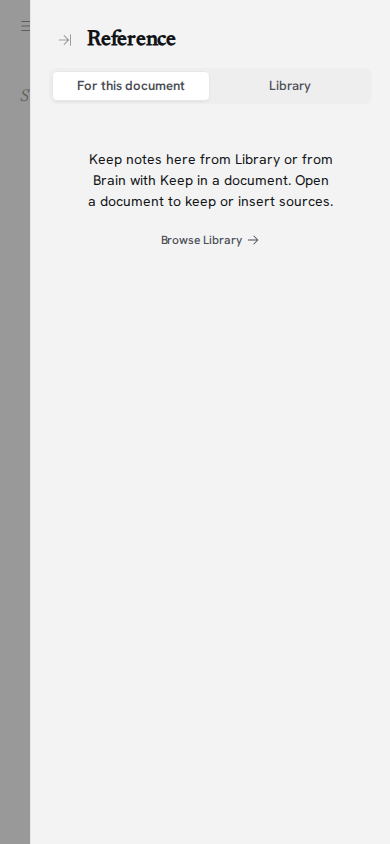 Reference
For this document
Library
Keep notes here from Library or from
Brain with Keep in a document. Open
a document to keep or insert sources.
Browse Library →
S